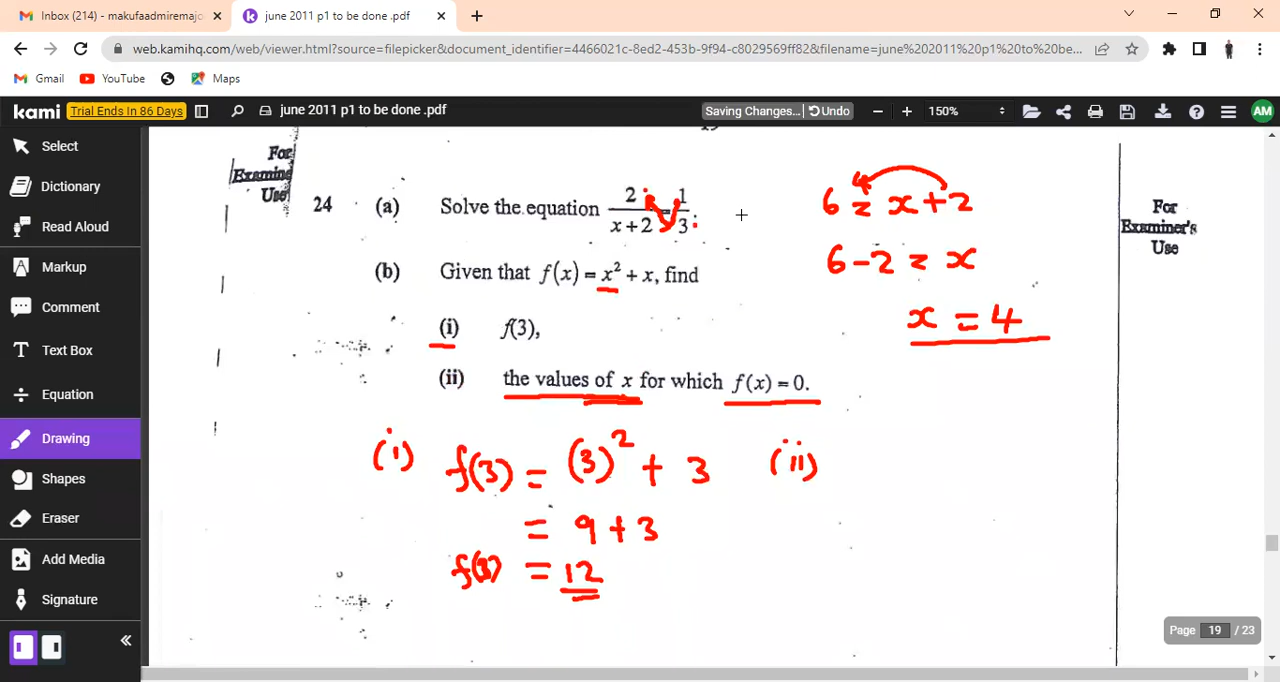 Inbox (214) - makufaadmiremajo
june 2011 p1 to be done .pdf
web.kamihq.com/web/viewer.html?source=filepicker&document_identifier=4466021c-8ed2-453b-9f94-c8029569ff82&filename=june%202011%20p1%20to%20be...
Gmail
YouTube
Maps
kami
Trial Ends In 86 Days
june 2011 p1 to be done .pdf
Saving Changes... Undo
150%
AM
Select
Dictionary
Read Aloud
Markup
Comment
Text Box
Equation
Drawing
Shapes
Eraser
Add Media
Signature
For
Examine
Use
24 (a) Solve the equation 2/(x+2) = 1/3;
(b) Given that f(x) = x² + x, find
(i) f(3),
(ii) the values of x for which f(x) = 0.
6 = x + 2
6 - 2 = x
x = 4
For
Examiner's
Use
(i) f(3) = (3)² + 3
= 9 + 3
f(3) = 12
(ii)
Page 19 / 23